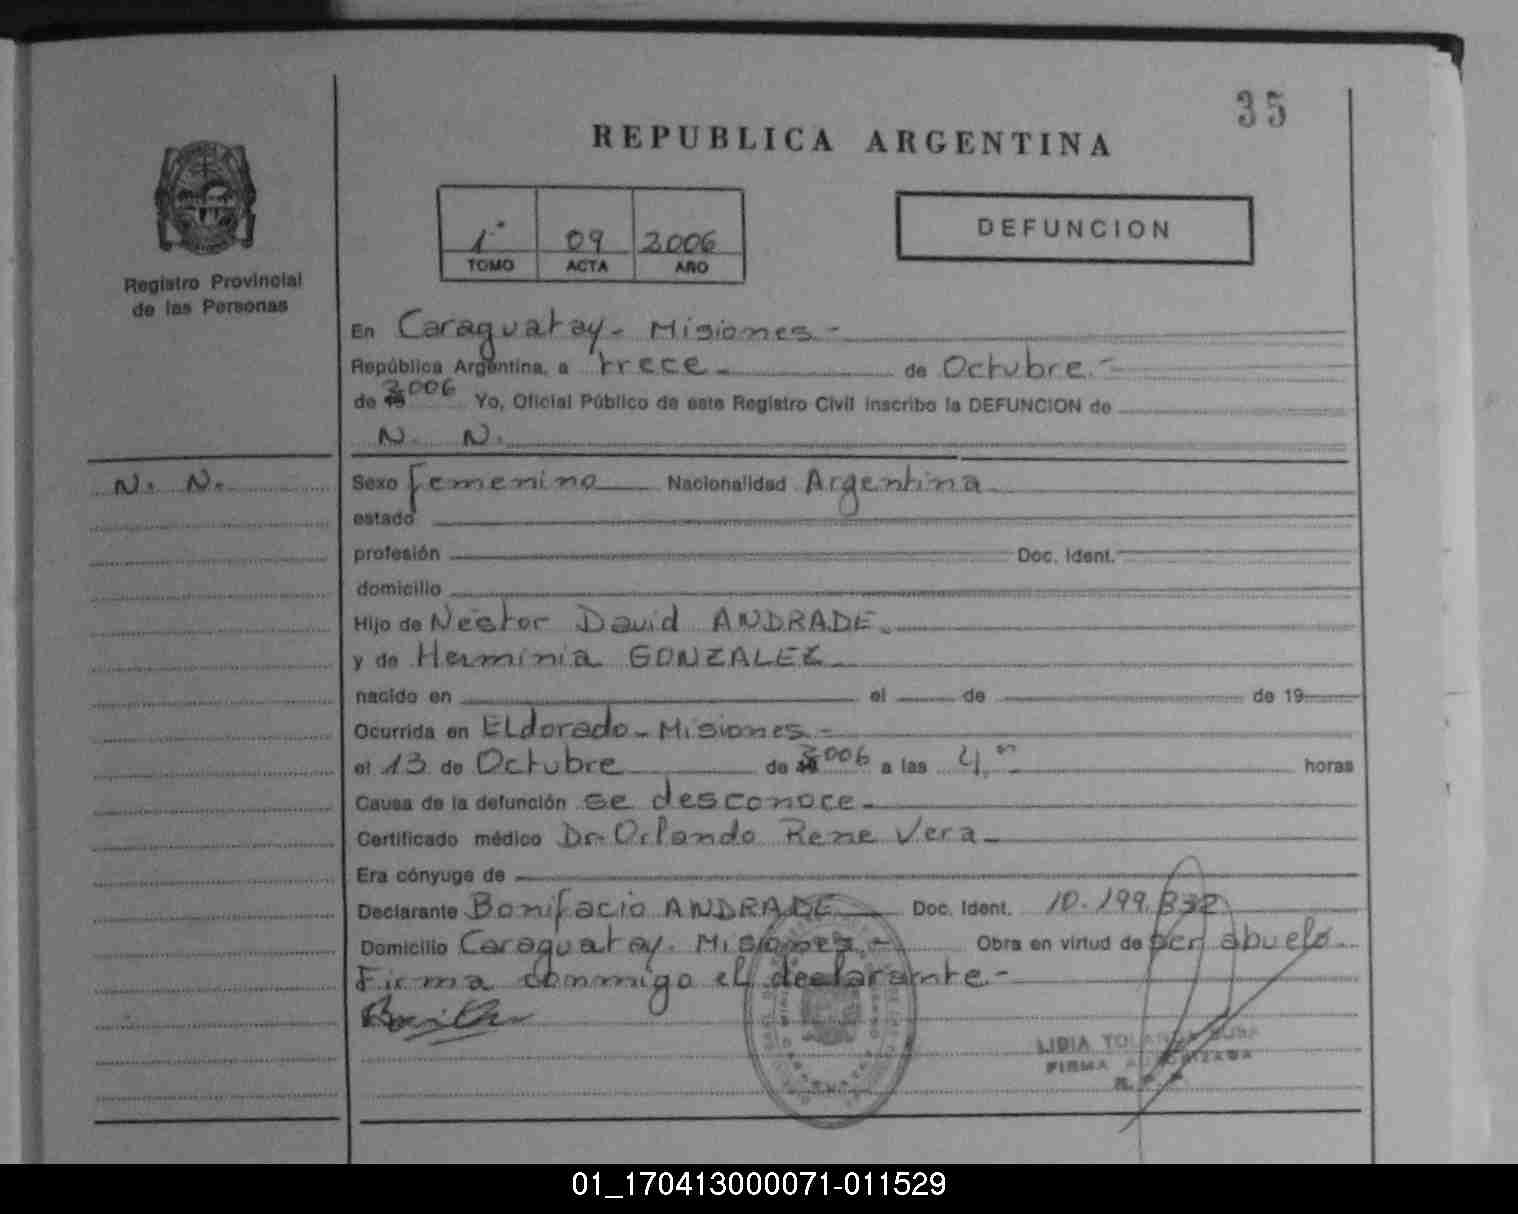 35
REPUBLICA ARGENTINA
1º 09 2006
TOMO ACTA AÑO
DEFUNCION
Registro Provincial
de las Personas
En Caraguatay - Misiones -
República Argentina, a trece de Octubre -
de 2006 Yo, Oficial Público de este Registro Civil inscribo la DEFUNCION de
N. N.
N. N.
Sexo femenino Nacionalidad Argentina
estado
profesión Doc. Ident.
domicilio
Hijo de Néstor David ANDRADE.
y de Herminia GONZALEZ
nacido en el de de 19
Ocurrida en Eldorado - Misiones -
el 13 de Octubre de 2006 a las 4. horas
Causa de la defunción se desconoce -
Certificado médico Dr. Orlando Rene Vera -
Era cónyuge de
Declarante Bonifacio ANDRADE Doc. Ident. 10.199.832
Domicilio Caraguatay. Misiones - Obra en virtud de ser abuelo.
Firma conmigo el declarante -
LIDIA
FIRMA AUTORIZADA
01_170413000071-011529